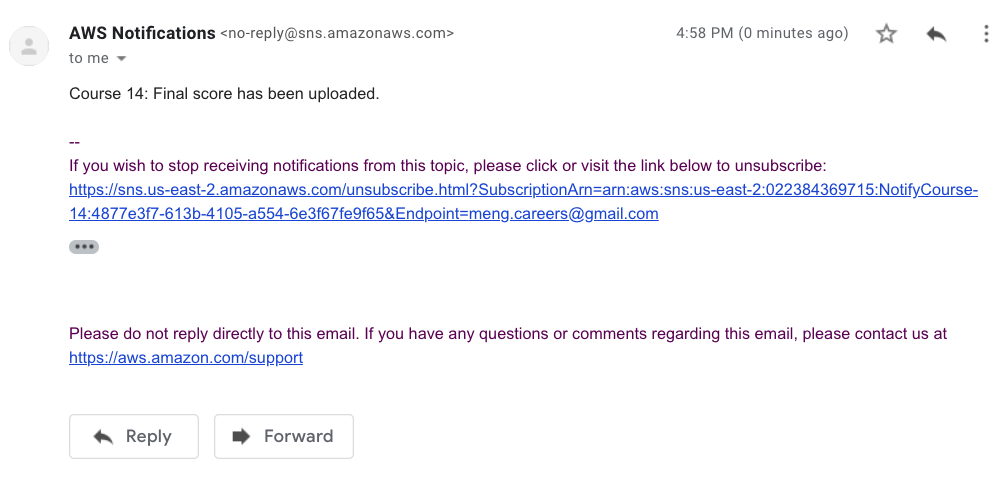 AWS Notifications <no-reply@sns.amazonaws.com> 4:58 PM (0 minutes ago)
to me
Course 14: Final score has been uploaded.
--
If you wish to stop receiving notifications from this topic, please click or visit the link below to unsubscribe:
https://sns.us-east-2.amazonaws.com/unsubscribe.html?SubscriptionArn=arn:aws:sns:us-east-2:022384369715:NotifyCourse-
14:4877e3f7-613b-4105-a554-6e3f67fe9f65&Endpoint=meng.careers@gmail.com
Please do not reply directly to this email. If you have any questions or comments regarding this email, please contact us at
https://aws.amazon.com/support
Reply Forward